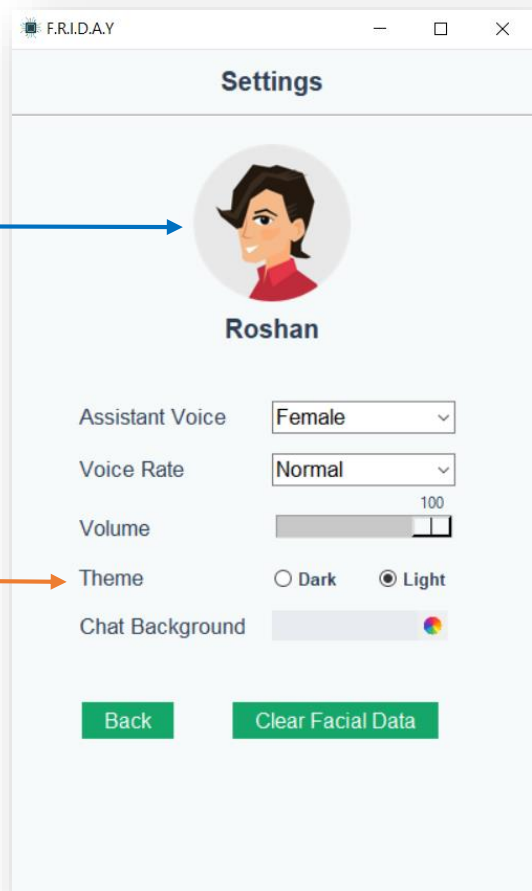 F.R.I.D.A.Y
Settings
Roshan
Assistant Voice Female
Voice Rate Normal
100
Volume
Theme Dark Light
Chat Background
Back Clear Facial Data